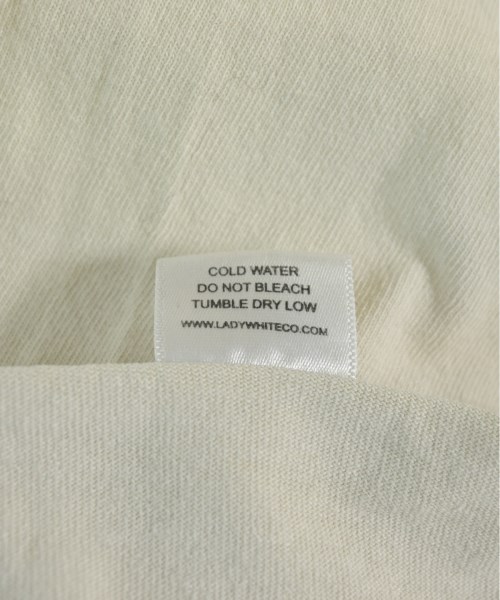 COLD WATER
DO NOT BLEACH
TUMBLE DRY LOW
WWW.LADYWHITECO.COM